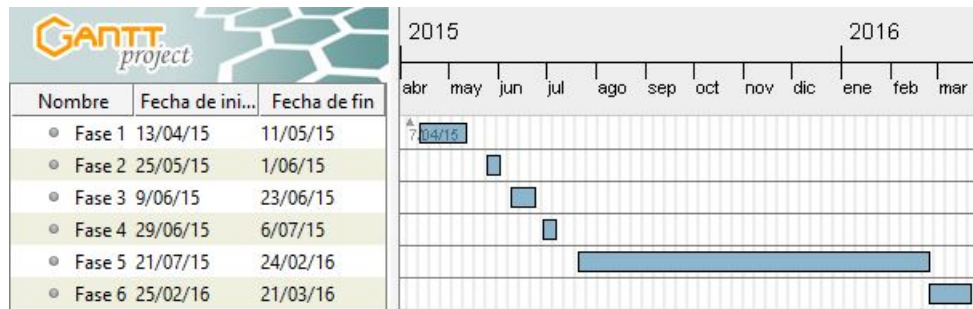 GANTT
project
2015 2016
abr may jun jul ago sep oct nov dic ene feb mar
Nombre Fecha de ini... Fecha de fin
Fase 1 13/04/15 11/05/15
7/04/15
Fase 2 25/05/15 1/06/15
Fase 3 9/06/15 23/06/15
Fase 4 29/06/15 6/07/15
Fase 5 21/07/15 24/02/16
Fase 6 25/02/16 21/03/16